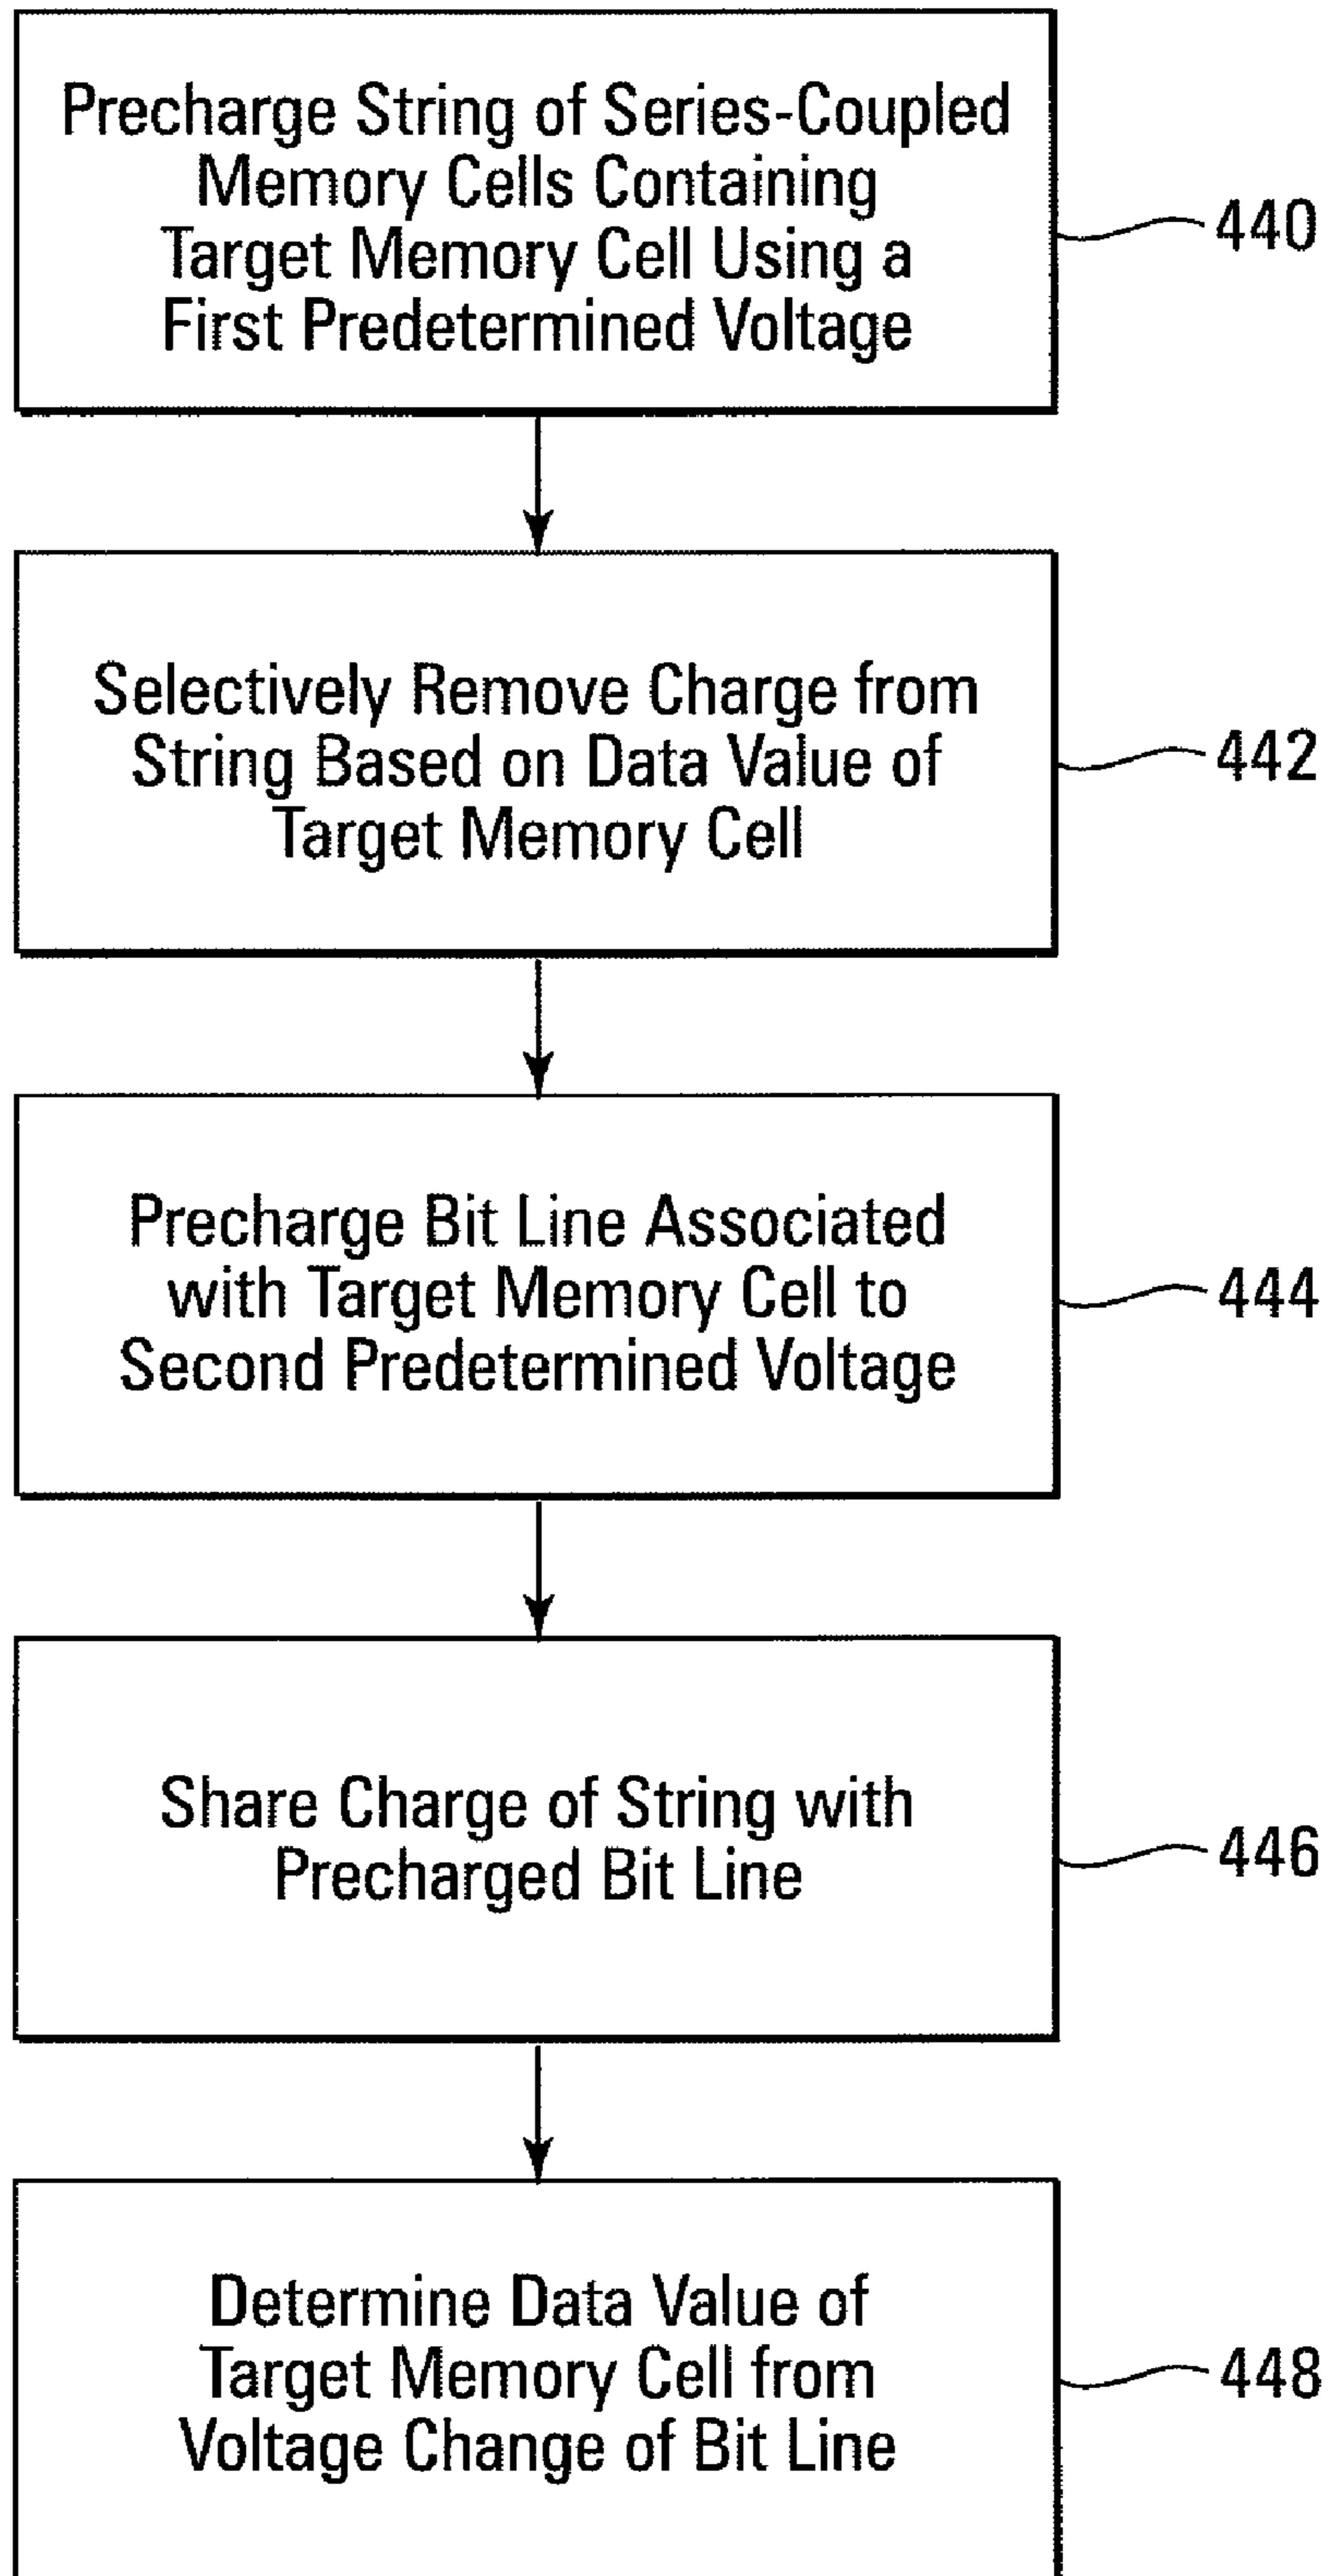 Precharge String of Series-Coupled
Memory Cells Containing
Target Memory Cell Using a
First Predetermined Voltage
440
Selectively Remove Charge from
String Based on Data Value of
Target Memory Cell
442
Precharge Bit Line Associated
with Target Memory Cell to
Second Predetermined Voltage
444
Share Charge of String with
Precharged Bit Line
446
Determine Data Value of
Target Memory Cell from
Voltage Change of Bit Line
448